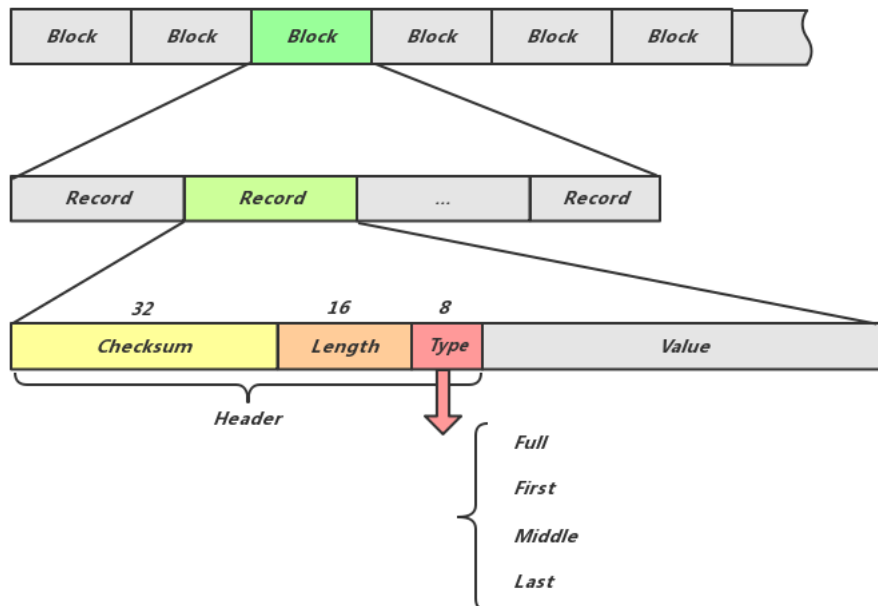 Block Block Block Block Block Block
Record Record ... Record
32 16 8
Checksum Length Type Value
Header
Full
First
Middle
Last